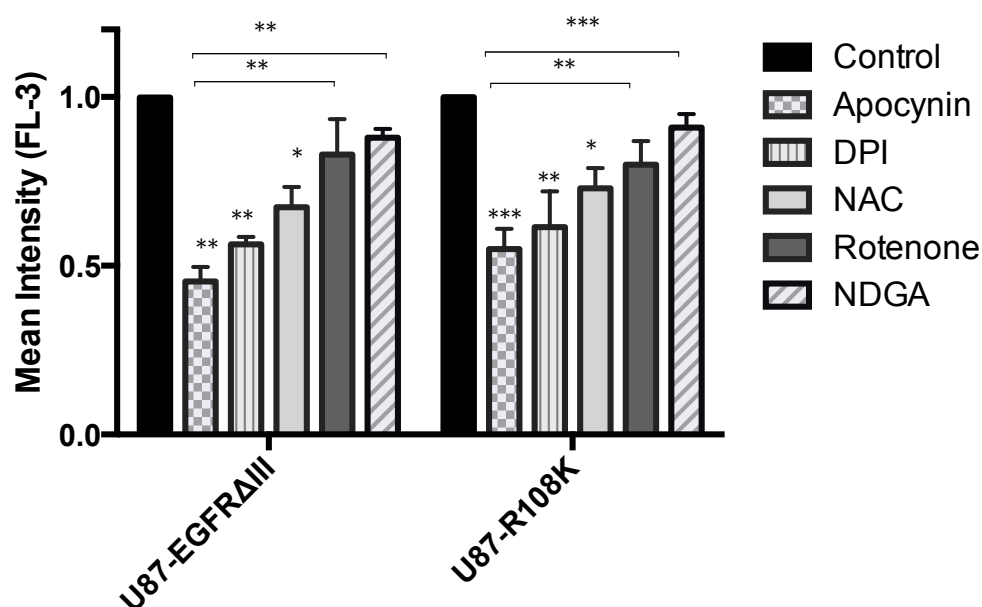 Mean Intensity (FL-3)
1.0
0.5
0.0
**
**
**
**
*
***
**
***
**
*
U87-EGFRΔIII
U87-R108K
Control
Apocynin
DPI
NAC
Rotenone
NDGA